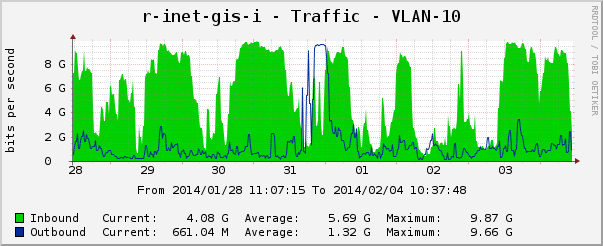 r-inet-gis-i - Traffic - VLAN-10
RRDTOOL / TOBI OETIKER
bits per second
8 G
6 G
4 G
2 G
0
28 29 30 31 01 02 03
From 2014/01/28 11:07:15 To 2014/02/04 10:37:48
Inbound Current: 4.08 G Average: 5.69 G Maximum: 9.87 G
Outbound Current: 661.04 M Average: 1.32 G Maximum: 9.66 G